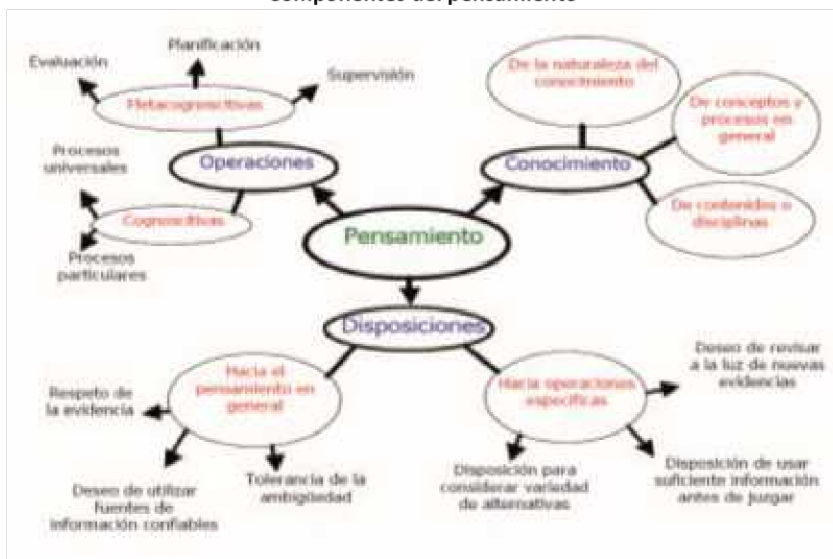 Componentes del pensamiento
Planificación
Evaluación
Supervisión
Metacognoscitivas
Operaciones
Procesos
universales
Cognoscitivas
Procesos
particulares
De la naturaleza del
conocimiento
De conceptos y
procesos en
general
Conocimiento
De contenidos o
disciplinas
Pensamiento
Disposiciones
Hacia el
pensamiento en
general
Respeto de
la evidencia
Deseo de utilizar
fuentes de
información confiables
Tolerancia de la
ambigüedad
Hacia operaciones
específicas
Deseo de revisar
a la luz de nuevas
evidencias
Disposición para
considerar variedad
de alternativas
Disposición de usar
suficiente información
antes de juzgar